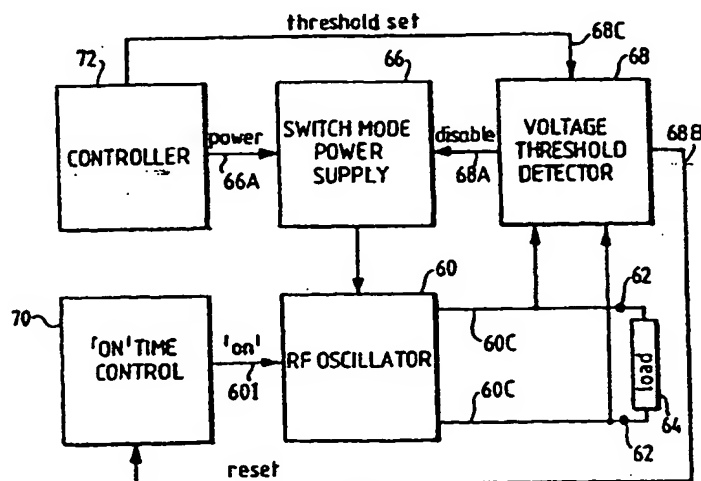 threshold set
68C
72
66
68
CONTROLLER
power
66A
SWITCH MODE
POWER
SUPPLY
disable
68A
VOLTAGE
THRESHOLD
DETECTOR
68B
70
'ON' TIME
CONTROL
'on'
60I
60
RF OSCILLATOR
60C
60C
62
load
62
64
reset